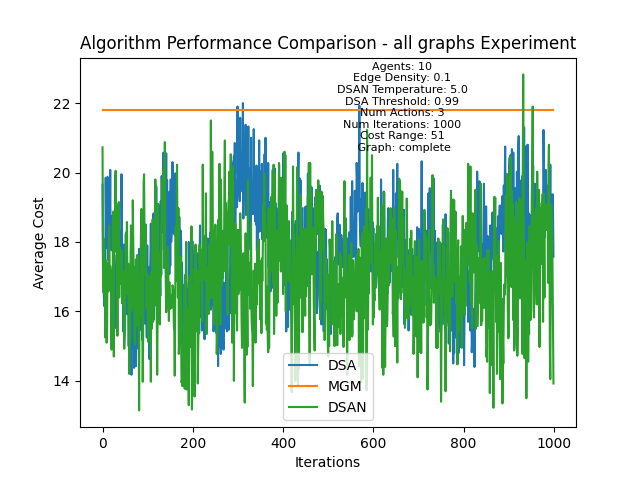 Algorithm Performance Comparison - all graphs Experiment
Agents: 10
Edge Density: 0.1
DSAN Temperature: 5.0
DSA Threshold: 0.99
Num Actions: 3
Num Iterations: 1000
Cost Range: 51
Graph: complete
22
20
18
16
14
Average Cost
DSA
MGM
DSAN
0 200 400 600 800 1000
Iterations